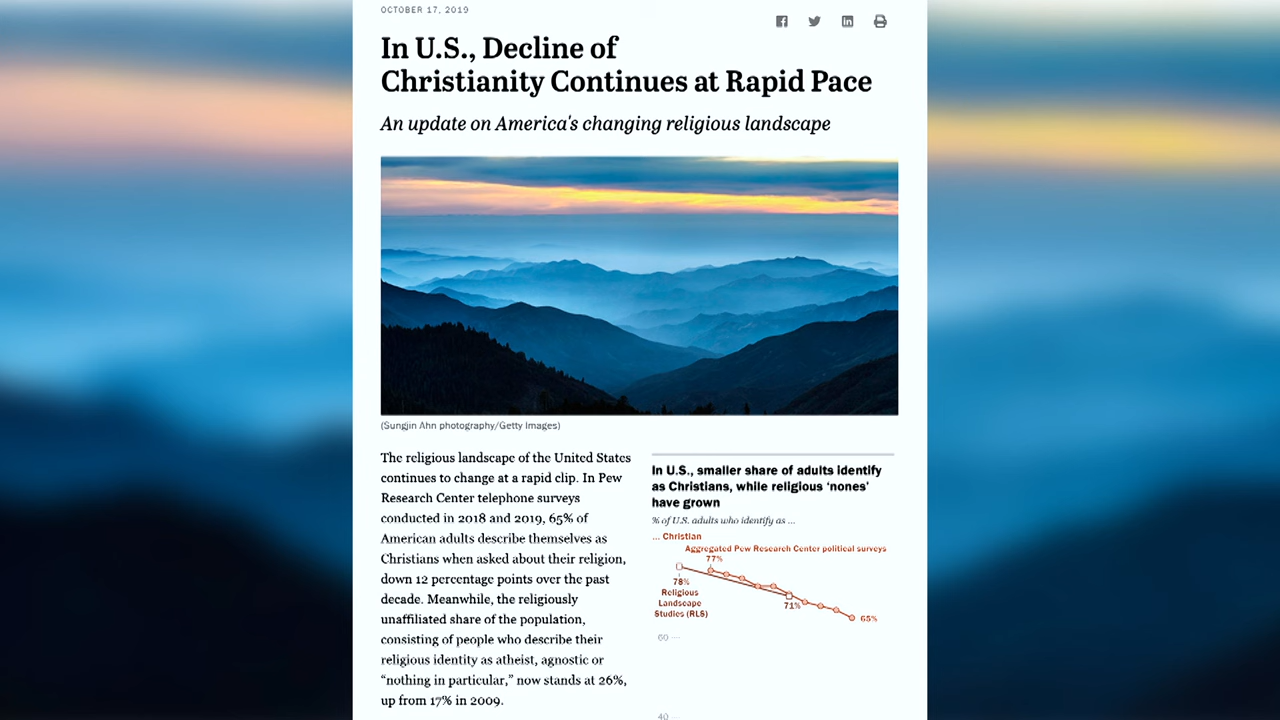 OCTOBER 17, 2019
In U.S., Decline of
Christianity Continues at Rapid Pace
An update on America's changing religious landscape
(Sungjin Ahn photography/Getty Images)
The religious landscape of the United States
continues to change at a rapid clip. In Pew
Research Center telephone surveys
conducted in 2018 and 2019, 65% of
American adults describe themselves as
Christians when asked about their religion,
down 12 percentage points over the past
decade. Meanwhile, the religiously
unaffiliated share of the population,
consisting of people who describe their
religious identity as atheist, agnostic or
“nothing in particular,” now stands at 26%,
up from 17% in 2009.
In U.S., smaller share of adults identify
as Christians, while religious ‘nones’
have grown
% of U.S. adults who identify as ...
... Christian
Aggregated Pew Research Center political surveys
77%
78%
Religious
Landscape
Studies (RLS)
71%
65%
60
40